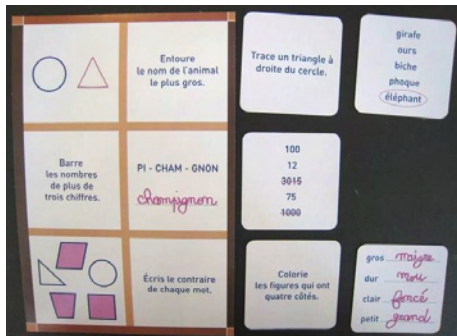 Entoure
le nom de l'animal
le plus gros.
Trace un triangle à
droite du cercle.
girafe
ours
biche
phoque
éléphant
Barre
les nombres
de plus de
trois chiffres.
PI - CHAM - GNON
champignon
100
12
3015
75
1000
Écris le contraire
de chaque mot.
Colorie
les figures qui ont
quatre côtés.
gros maigre
dur mou
clair foncé
petit grand